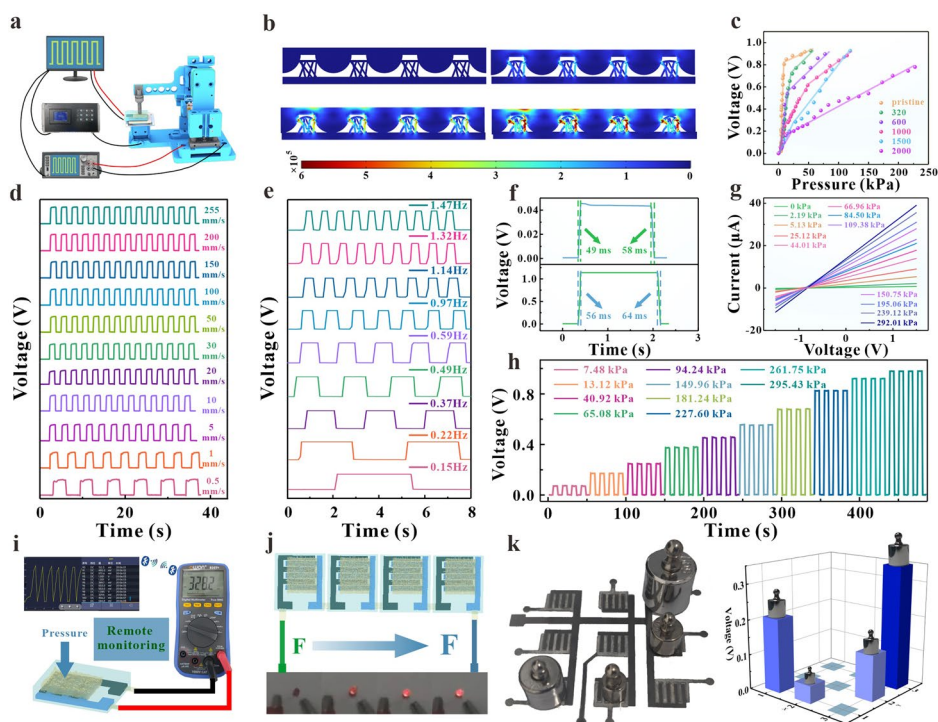 a
b
×10⁵
6 5 4 3 2 1 0
c
Voltage (V)
1.2
0.9
0.6
0.3
0.0
pristine
320
600
1000
1500
2000
0 50 100 150 200 250
Pressure (kPa)
d
Voltage (V)
255 mm/s
200 mm/s
150 mm/s
100 mm/s
50 mm/s
30 mm/s
20 mm/s
10 mm/s
5 mm/s
1 mm/s
0.5 mm/s
0 10 20 30 40
Time (s)
e
Voltage (V)
1.47Hz
1.32Hz
1.14Hz
0.97Hz
0.59Hz
0.49Hz
0.37Hz
0.22Hz
0.15Hz
0 2 4 6 8
Time (s)
f
Voltage (V)
0.04
0.02
0.00
49 ms 58 ms
1.0
0.5
0.0
56 ms 64 ms
0 1 2 3
Time (s)
g
Current (μA)
40
20
0
-20
0 kPa
2.19 kPa
5.13 kPa
25.12 kPa
44.01 kPa
66.96 kPa
84.50 kPa
109.38 kPa
150.75 kPa
195.06 kPa
239.12 kPa
292.01 kPa
-1 0 1
Voltage (V)
h
Voltage (V)
0.8
0.4
0.0
7.48 kPa
13.12 kPa
40.92 kPa
65.08 kPa
94.24 kPa
149.96 kPa
181.24 kPa
227.60 kPa
261.75 kPa
295.43 kPa
0 100 200 300 400
Time (s)
i
Pressure
Remote
monitoring
j
F F
k
Voltage (V)
0.3
0.2
0.1
0.0